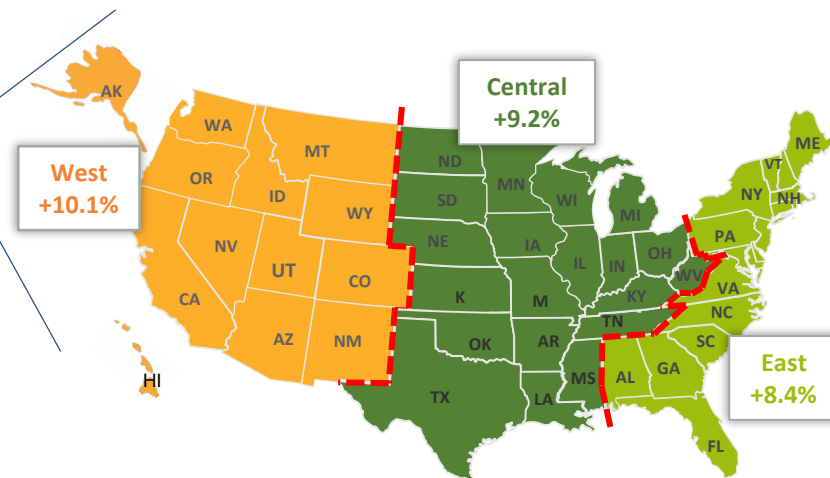 Central
+9.2%
West
+10.1%
East
+8.4%
AK
WA
MT
OR
ID
WY
NV
UT
CO
CA
AZ
NM
HI
ND
MN
SD
WI
MI
NE
IA
IL
IN
OH
WV
K
M
KY
TN
OK
AR
TX
LA
MS
ME
VT
NY
NH
PA
VA
NC
SC
AL
GA
FL